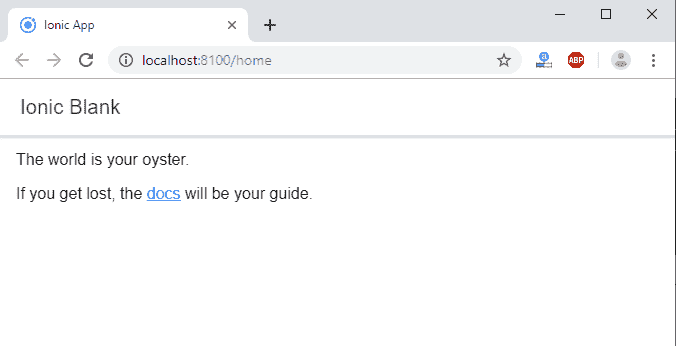 Ionic App
localhost:8100/home
ABP
Ionic Blank
The world is your oyster.
If you get lost, the docs will be your guide.